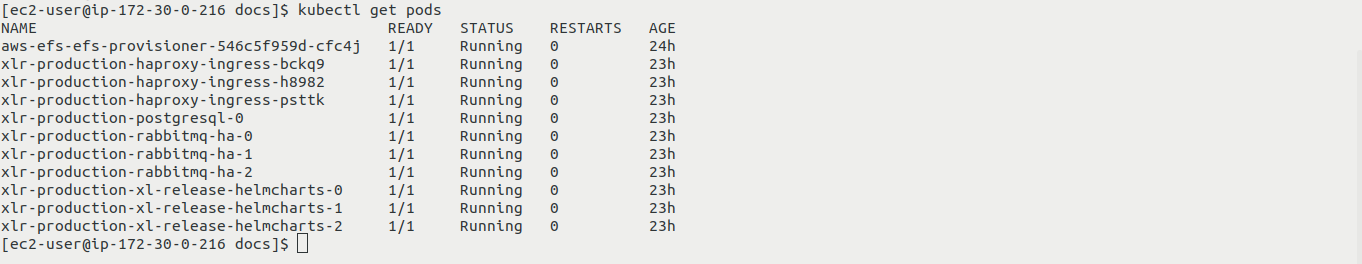 [ec2-user@ip-172-30-0-216 docs]$ kubectl get pods
NAME                                       READY   STATUS    RESTARTS   AGE
aws-efs-efs-provisioner-546c5f959d-cfc4j   1/1     Running   0          24h
xlr-production-haproxy-ingress-bckq9       1/1     Running   0          23h
xlr-production-haproxy-ingress-h8982       1/1     Running   0          23h
xlr-production-haproxy-ingress-psttk       1/1     Running   0          23h
xlr-production-postgresql-0                1/1     Running   0          23h
xlr-production-rabbitmq-ha-0               1/1     Running   0          23h
xlr-production-rabbitmq-ha-1               1/1     Running   0          23h
xlr-production-rabbitmq-ha-2               1/1     Running   0          23h
xlr-production-xl-release-helmcharts-0     1/1     Running   0          23h
xlr-production-xl-release-helmcharts-1     1/1     Running   0          23h
xlr-production-xl-release-helmcharts-2     1/1     Running   0          23h
[ec2-user@ip-172-30-0-216 docs]$